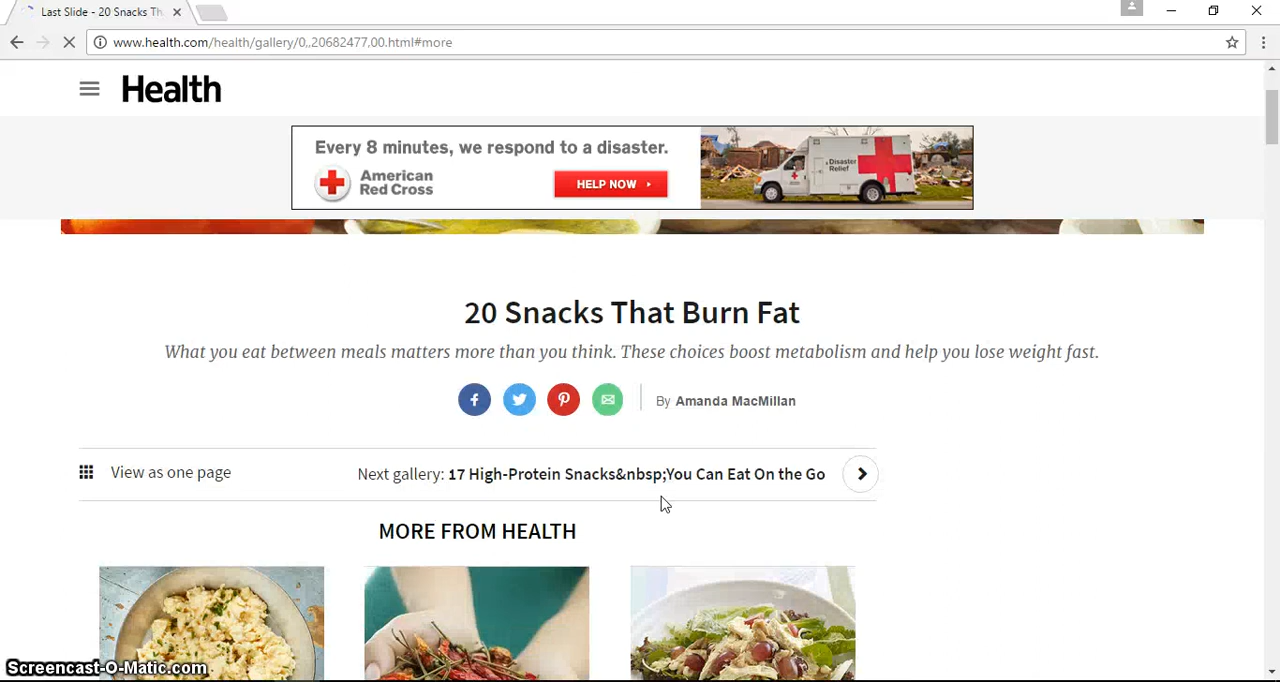 Last Slide - 20 Snacks Th
www.health.com/health/gallery/0,,20682477,00.html#more
Health
Every 8 minutes, we respond to a disaster.
American
Red Cross
HELP NOW
Disaster
Relief
20 Snacks That Burn Fat
What you eat between meals matters more than you think. These choices boost metabolism and help you lose weight fast.
By Amanda MacMillan
View as one page
Next gallery: 17 High-Protein Snacks&nbsp;You Can Eat On the Go
MORE FROM HEALTH
Screencast-O-Matic.com